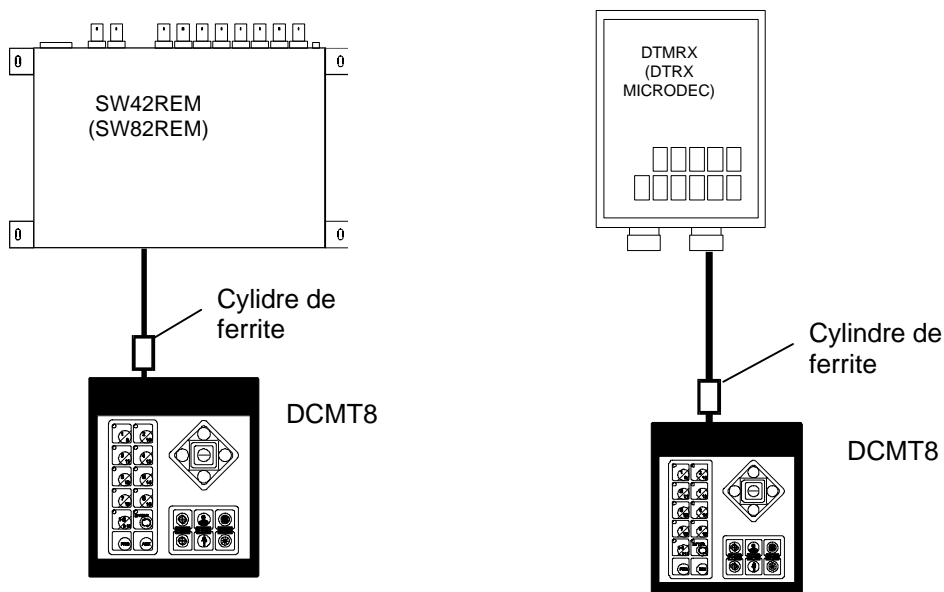 SW42REM
(SW82REM)
Cylidre de
ferrite
DCMT8
DTMRX
(DTRX
MICRODEC)
Cylindre de
ferrite
DCMT8